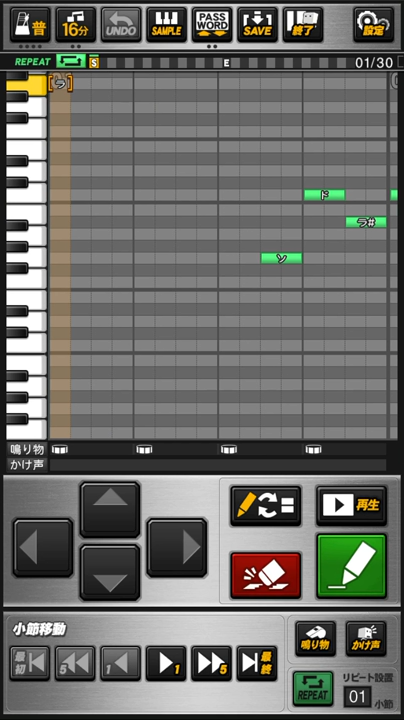 普 16分 UNDO SAMPLE PASS WORD SAVE 終了 設定
REPEAT S E 01/30
ラ
ド
ラ#
ソ
鳴り物
かけ声
再生
小節移動
最初 5 1 1 5 最終
鳴り物 かけ声
REPEAT リピート設置
01 小節